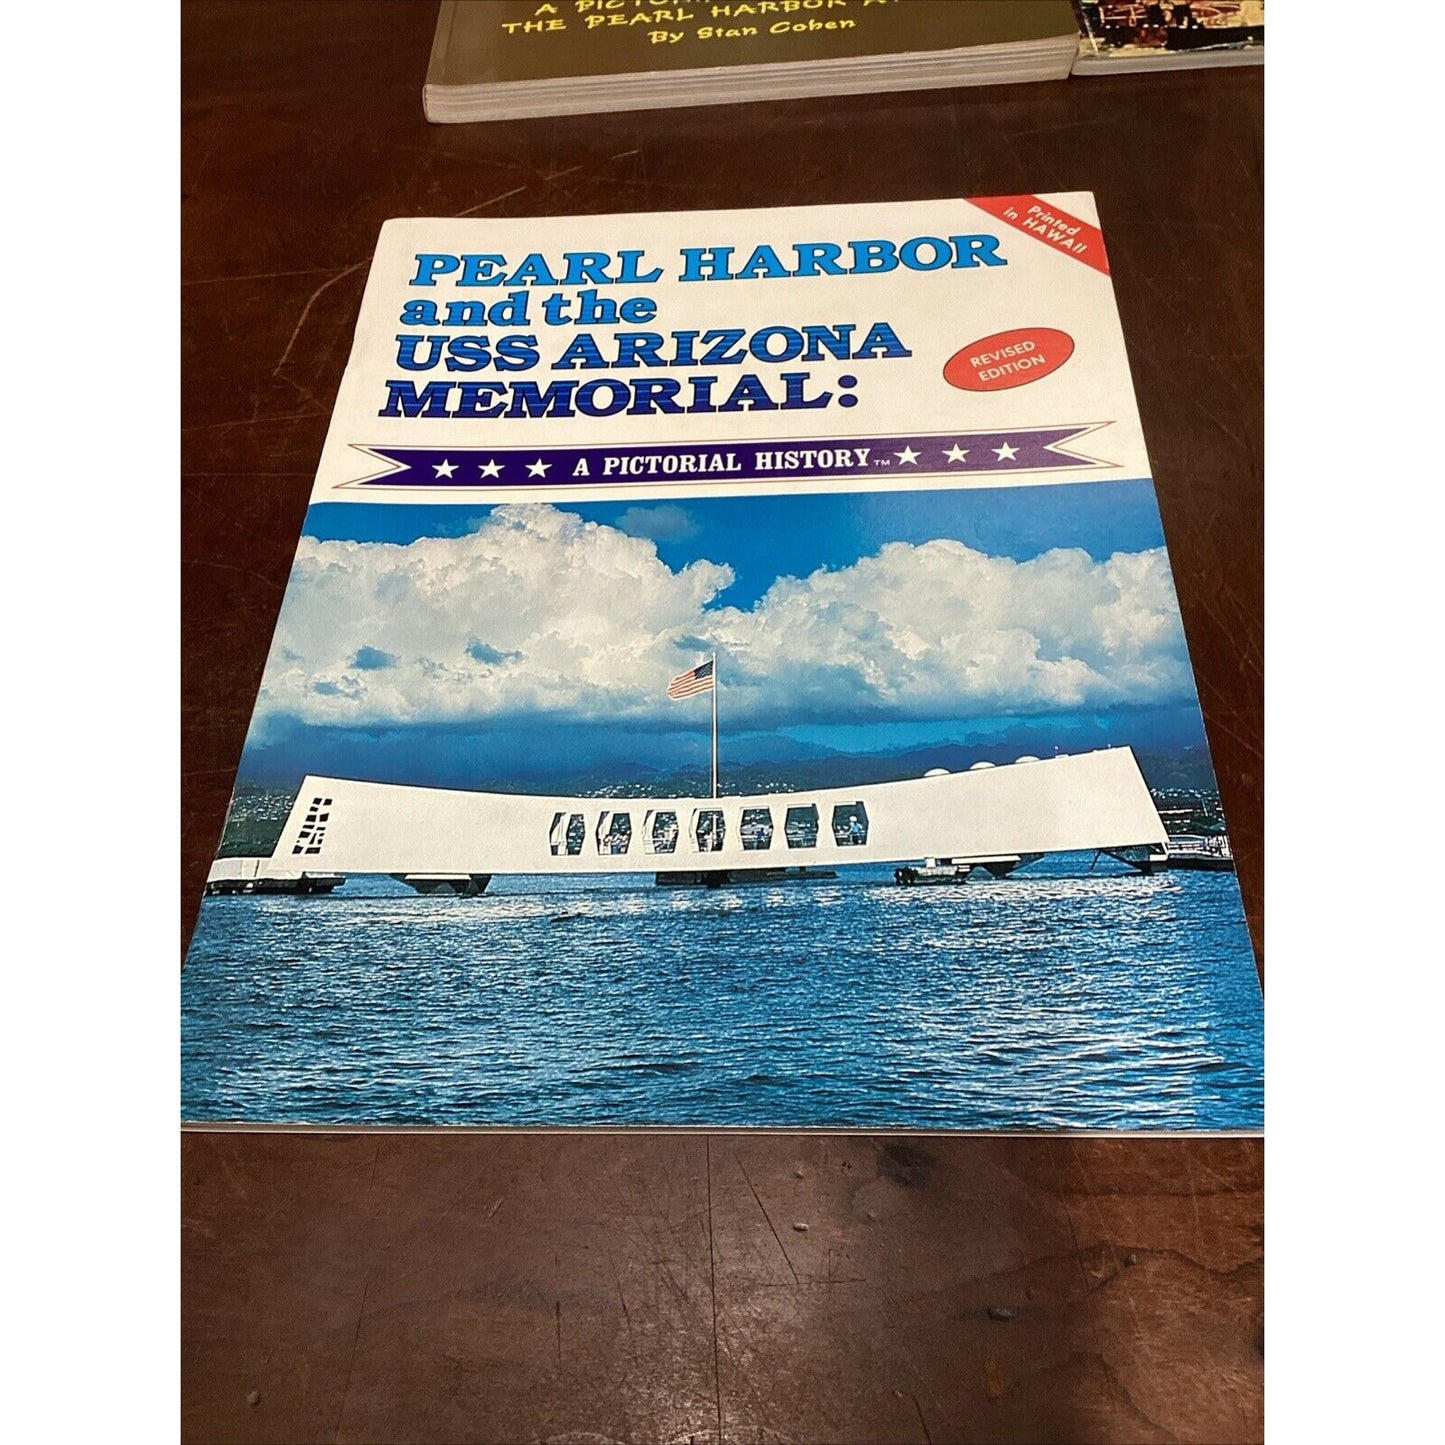 THE PEARL HARBOR
By Stan Cohen
Printed
in HAWAII
PEARL HARBOR
and the
USS ARIZONA
MEMORIAL:
REVISED
EDITION
A PICTORIAL HISTORY™